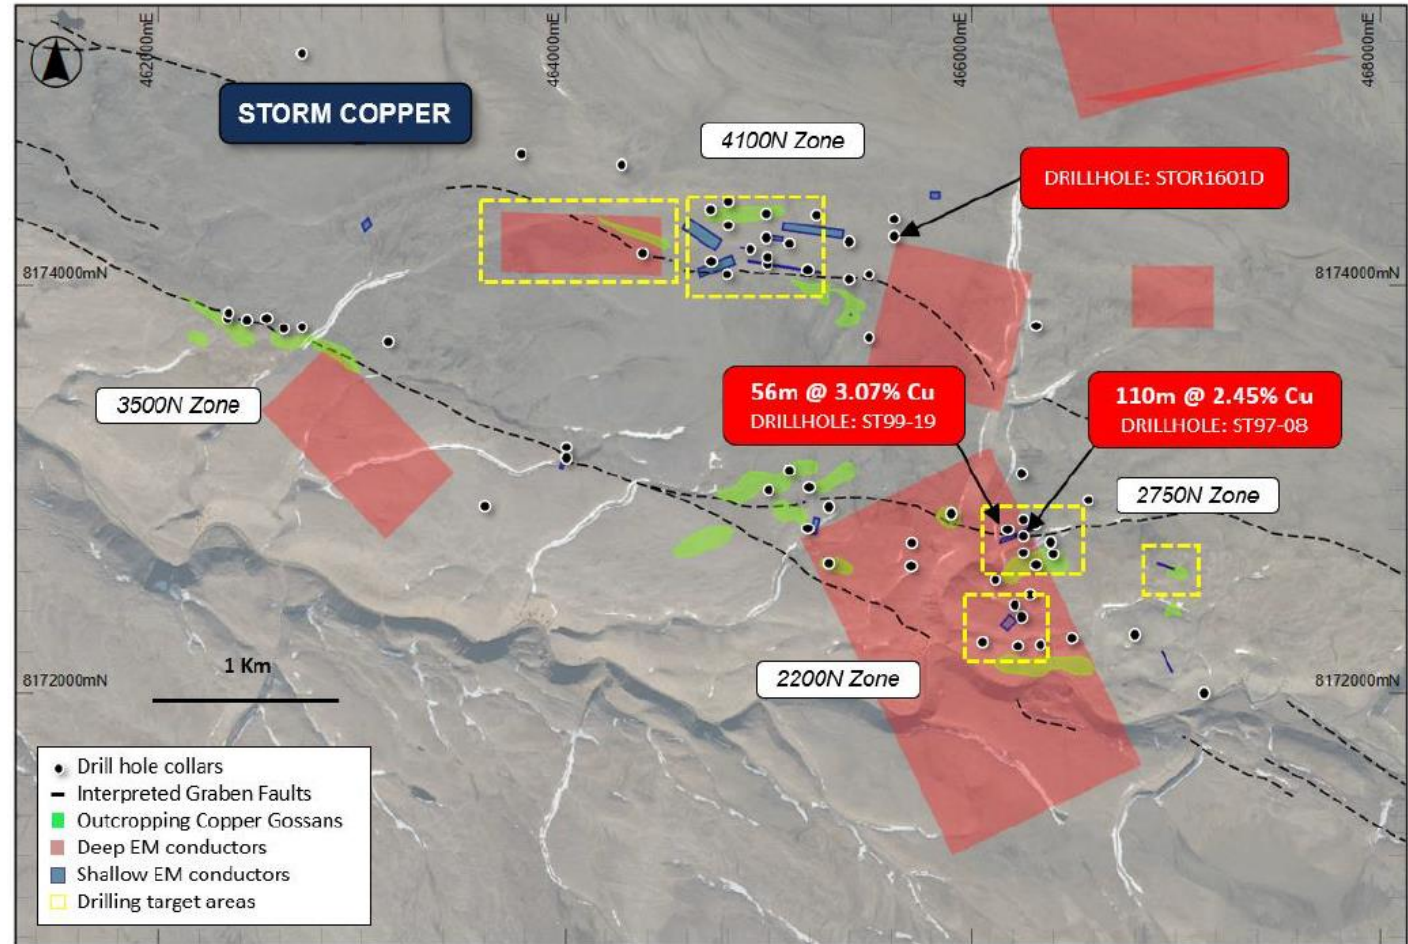 462000mE
464000mE
466000mE
468000mE
STORM COPPER
4100N Zone
DRILLHOLE: STOR1601D
8174000mN
8174000mN
3500N Zone
56m @ 3.07% Cu
DRILLHOLE: ST99-19
110m @ 2.45% Cu
DRILLHOLE: ST97-08
2750N Zone
1 Km
2200N Zone
8172000mN
8172000mN
Drill hole collars
Interpreted Graben Faults
Outcropping Copper Gossans
Deep EM conductors
Shallow EM conductors
Drilling target areas